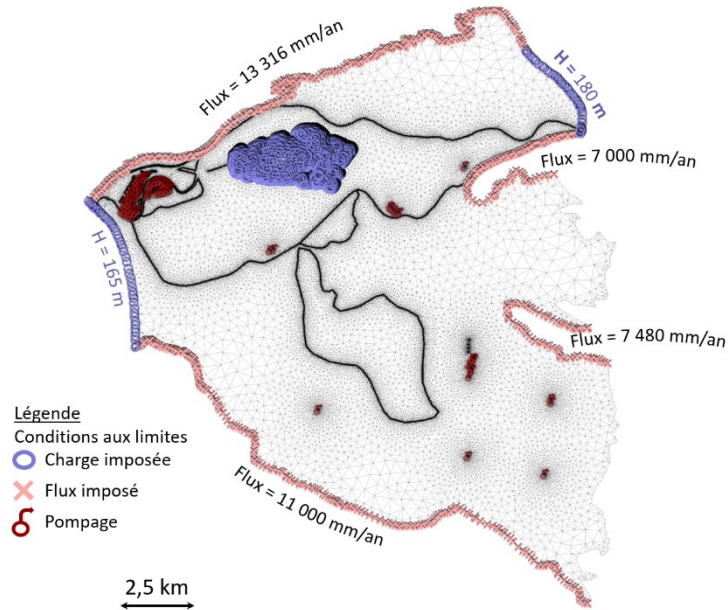 Flux = 13 316 mm/an
H = 180 m
Flux = 7 000 mm/an
H = 165 m
Flux = 7 480 mm/an
Légende
Conditions aux limites
Charge imposée
Flux imposé
Pompage
Flux = 11 000 mm/an
2,5 km